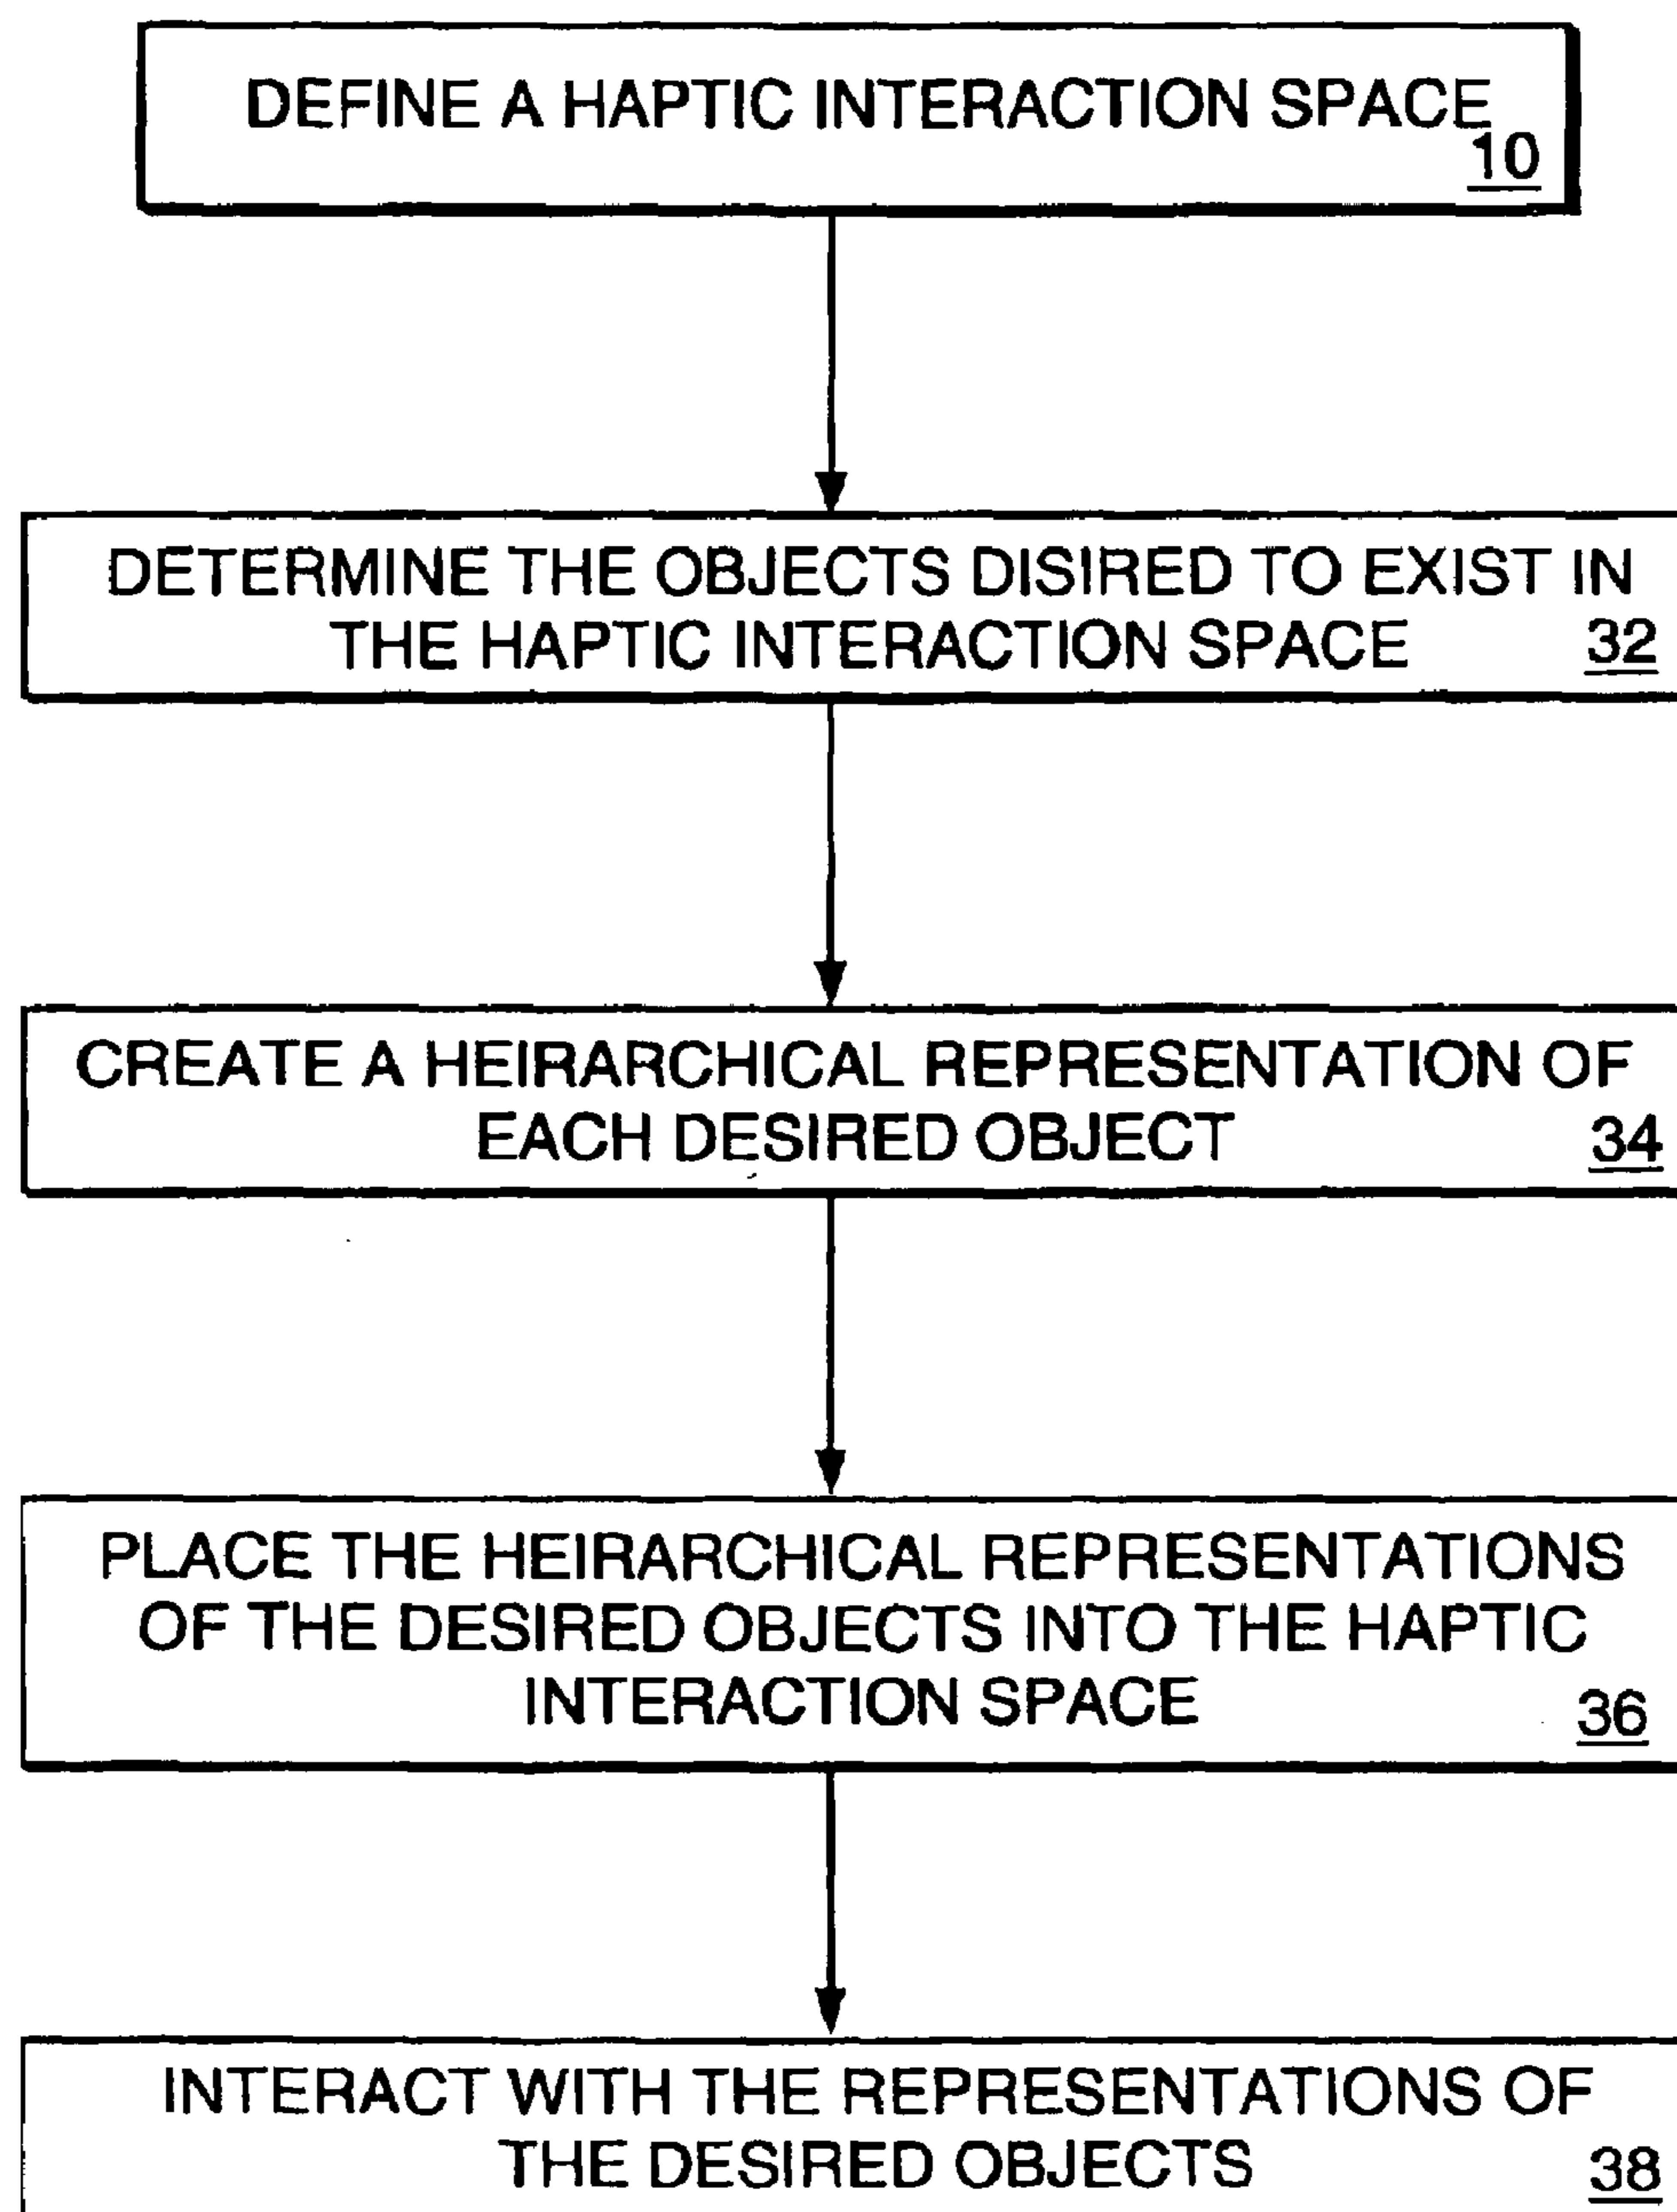 DEFINE A HAPTIC INTERACTION SPACE
10
DETERMINE THE OBJECTS DISIRED TO EXIST IN
THE HAPTIC INTERACTION SPACE 32
CREATE A HEIRARCHICAL REPRESENTATION OF
EACH DESIRED OBJECT 34
PLACE THE HEIRARCHICAL REPRESENTATIONS
OF THE DESIRED OBJECTS INTO THE HAPTIC
INTERACTION SPACE 36
INTERACT WITH THE REPRESENTATIONS OF
THE DESIRED OBJECTS 38